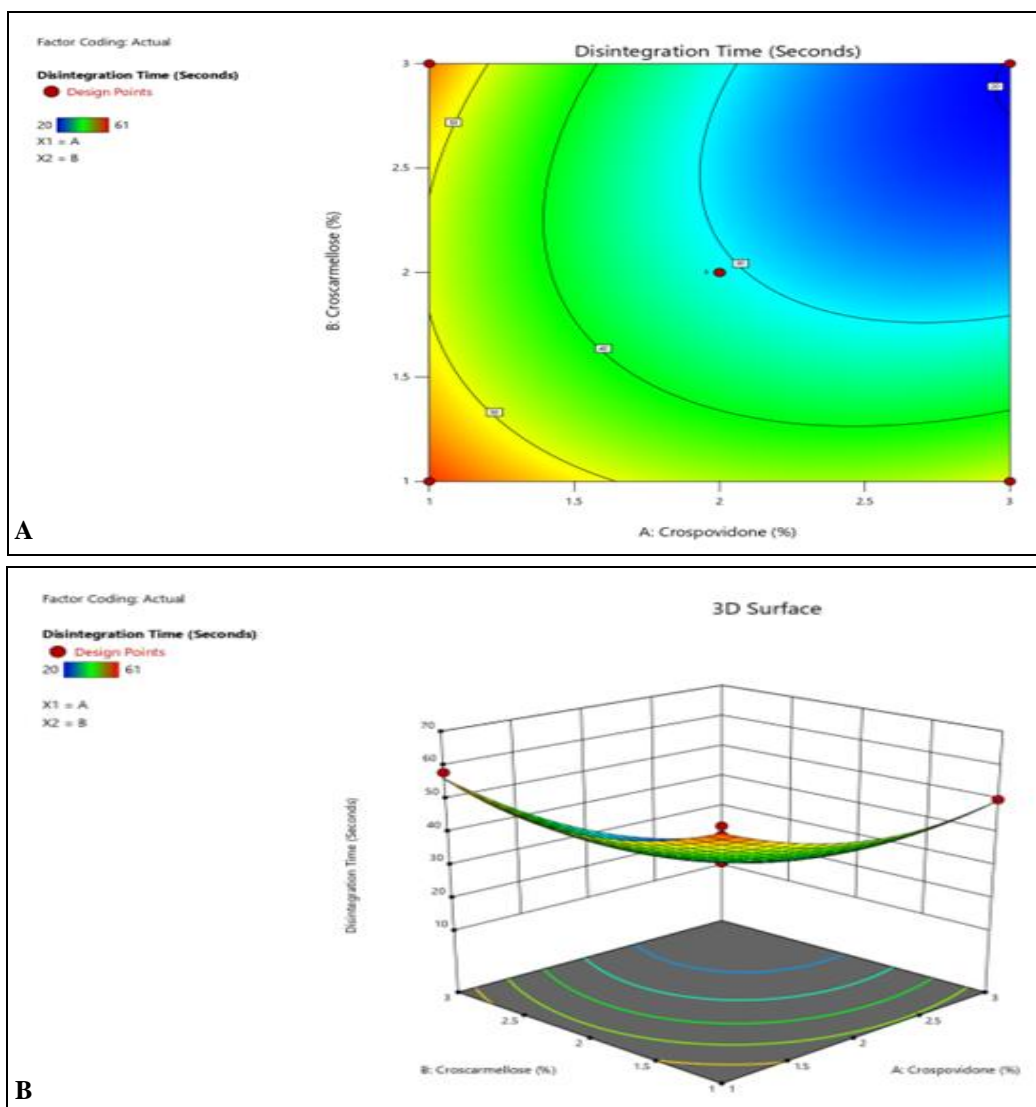 Factor Coding: Actual
Disintegration Time (Seconds)
Design Points
20 61
X1 = A
X2 = B
Disintegration Time (Seconds)
B: Croscarmellose (%)
3
2.5
2
1.5
1
1 1.5 2 2.5 3
A: Crospovidone (%)
A
Factor Coding: Actual
3D Surface
Disintegration Time (Seconds)
Design Points
20 61
X1 = A
X2 = B
Disintegration Time (Seconds)
70
60
50
40
30
20
10
3 3
2.5 2.5
2 2
1.5 1.5
1 1
B: Croscarmellose (%) A: Crospovidone (%)
B